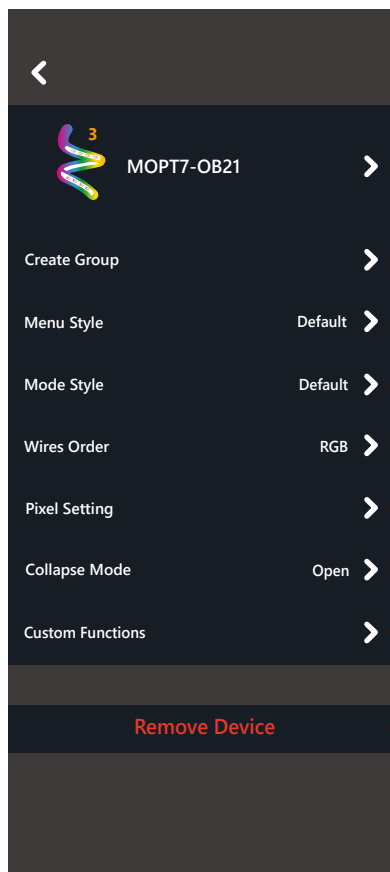 3
MOPT7-OB21
Create Group
Menu Style Default
Mode Style Default
Wires Order RGB
Pixel Setting
Collapse Mode Open
Custom Functions
Remove Device